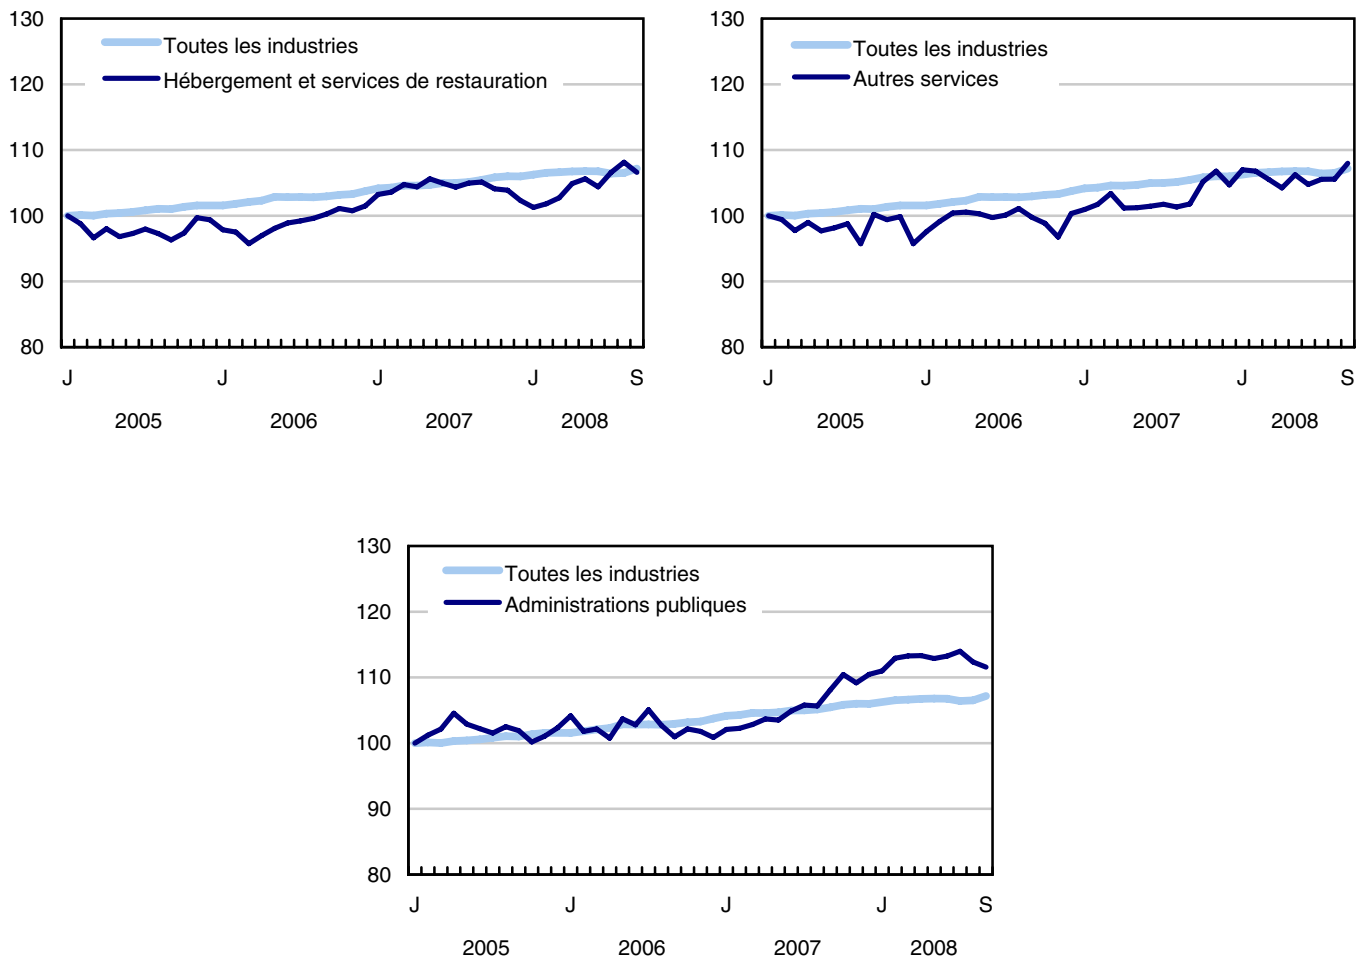 130
120
110
100
90
80
Toutes les industries
Hébergement et services de restauration
J J J J S
2005 2006 2007 2008
130
120
110
100
90
80
Toutes les industries
Autres services
J J J J S
2005 2006 2007 2008
130
120
110
100
90
80
Toutes les industries
Administrations publiques
J J J J S
2005 2006 2007 2008